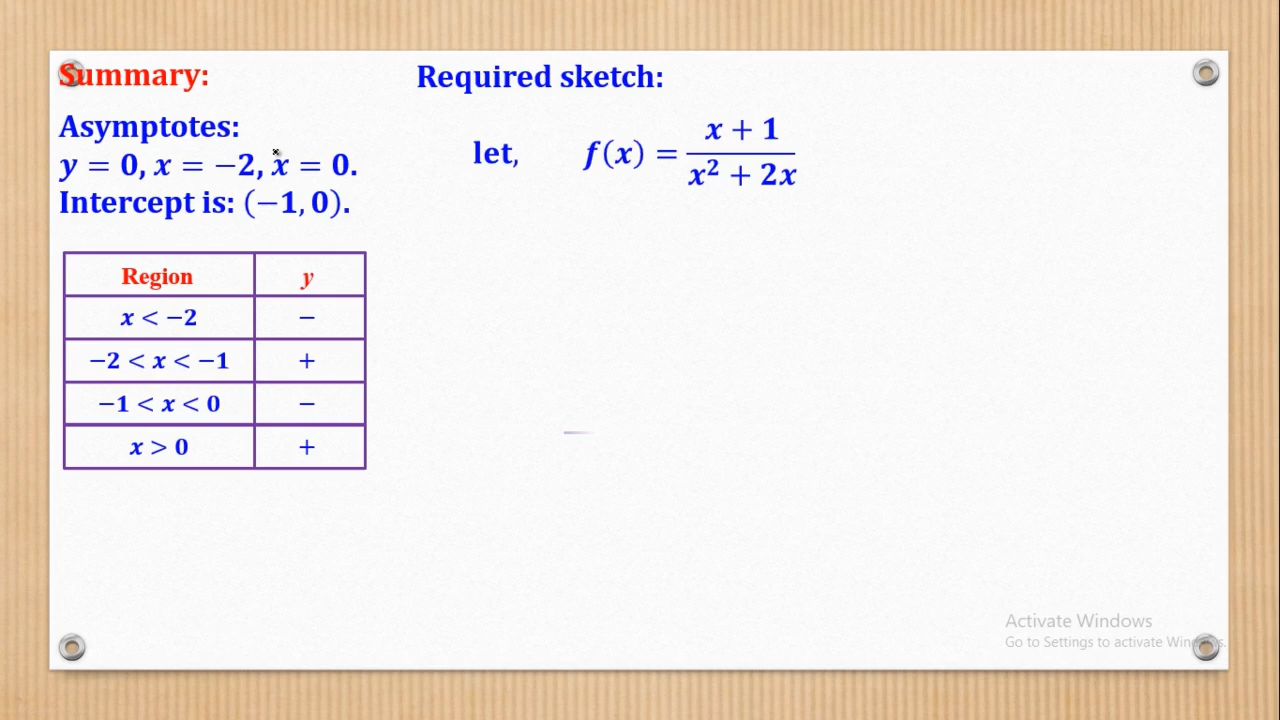 Summary:
Asymptotes:
y = 0, x = −2, x = 0.
Intercept is: (−1, 0).
Region y
x < −2 −
−2 < x < −1 +
−1 < x < 0 −
x > 0 +
Required sketch:
let, f(x) = \frac{x + 1}{x² + 2x}
Activate Windows
Go to Settings to activate Windows.